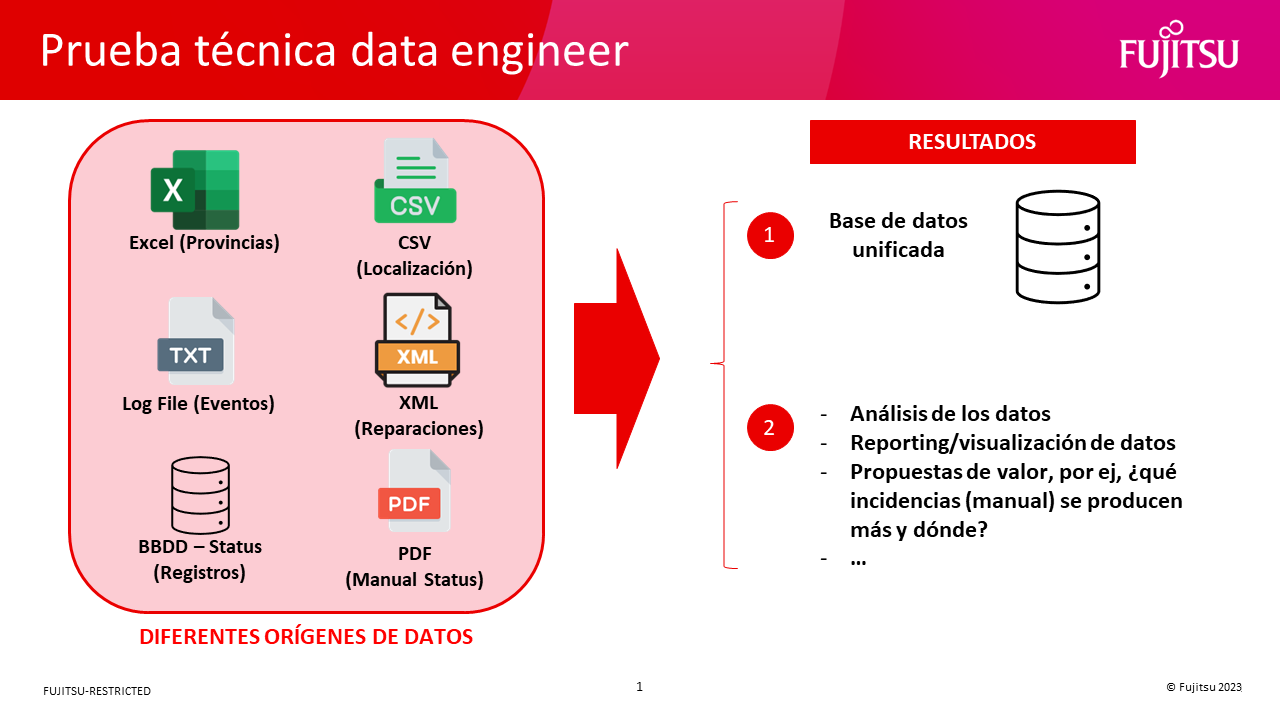 Prueba técnica data engineer
FUJITSU
X
Excel (Provincias)
CSV
CSV
(Localización)
TXT
Log File (Eventos)
</>
XML
XML
(Reparaciones)
BBDD – Status
(Registros)
PDF
PDF
(Manual Status)
DIFERENTES ORÍGENES DE DATOS
RESULTADOS
1
Base de datos
unificada
2
- Análisis de los datos
- Reporting/visualización de datos
- Propuestas de valor, por ej, ¿qué
incidencias (manual) se producen
más y dónde?
- ...
FUJITSU-RESTRICTED
1
© Fujitsu 2023